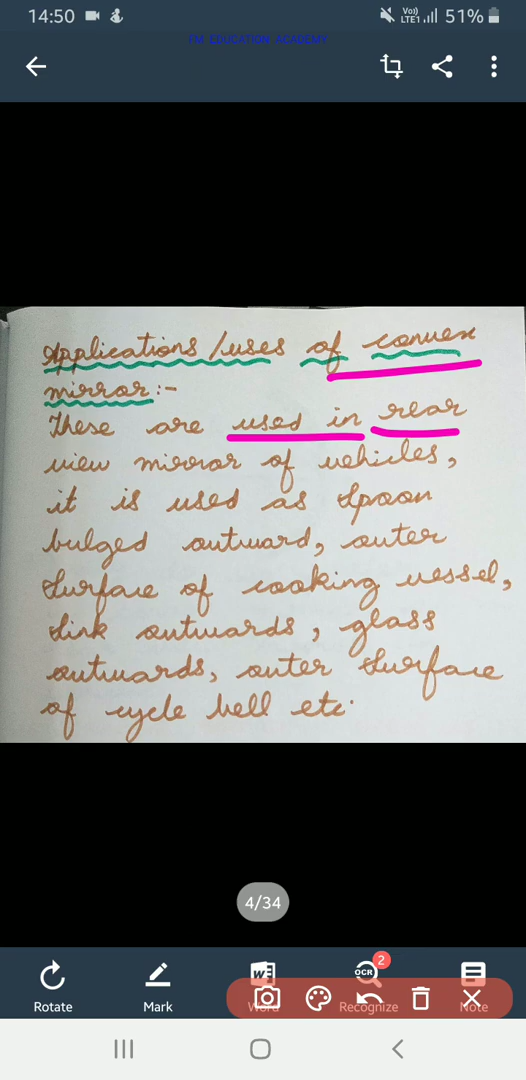 14:50
Vo))
LTE1
51%
FM EDUCATION ACADEMY
Applications/uses of convex
mirror:-
These are used in rear
view mirror of vehicles,
it is used as Spoon
bulged outward, outer
Surface of cooking vessel,
Sink outwards, glass
outwards, outer Surface
of cycle bell etc.
4/34
W
OCR
2
Rotate
Mark
Word
Recognize
Note